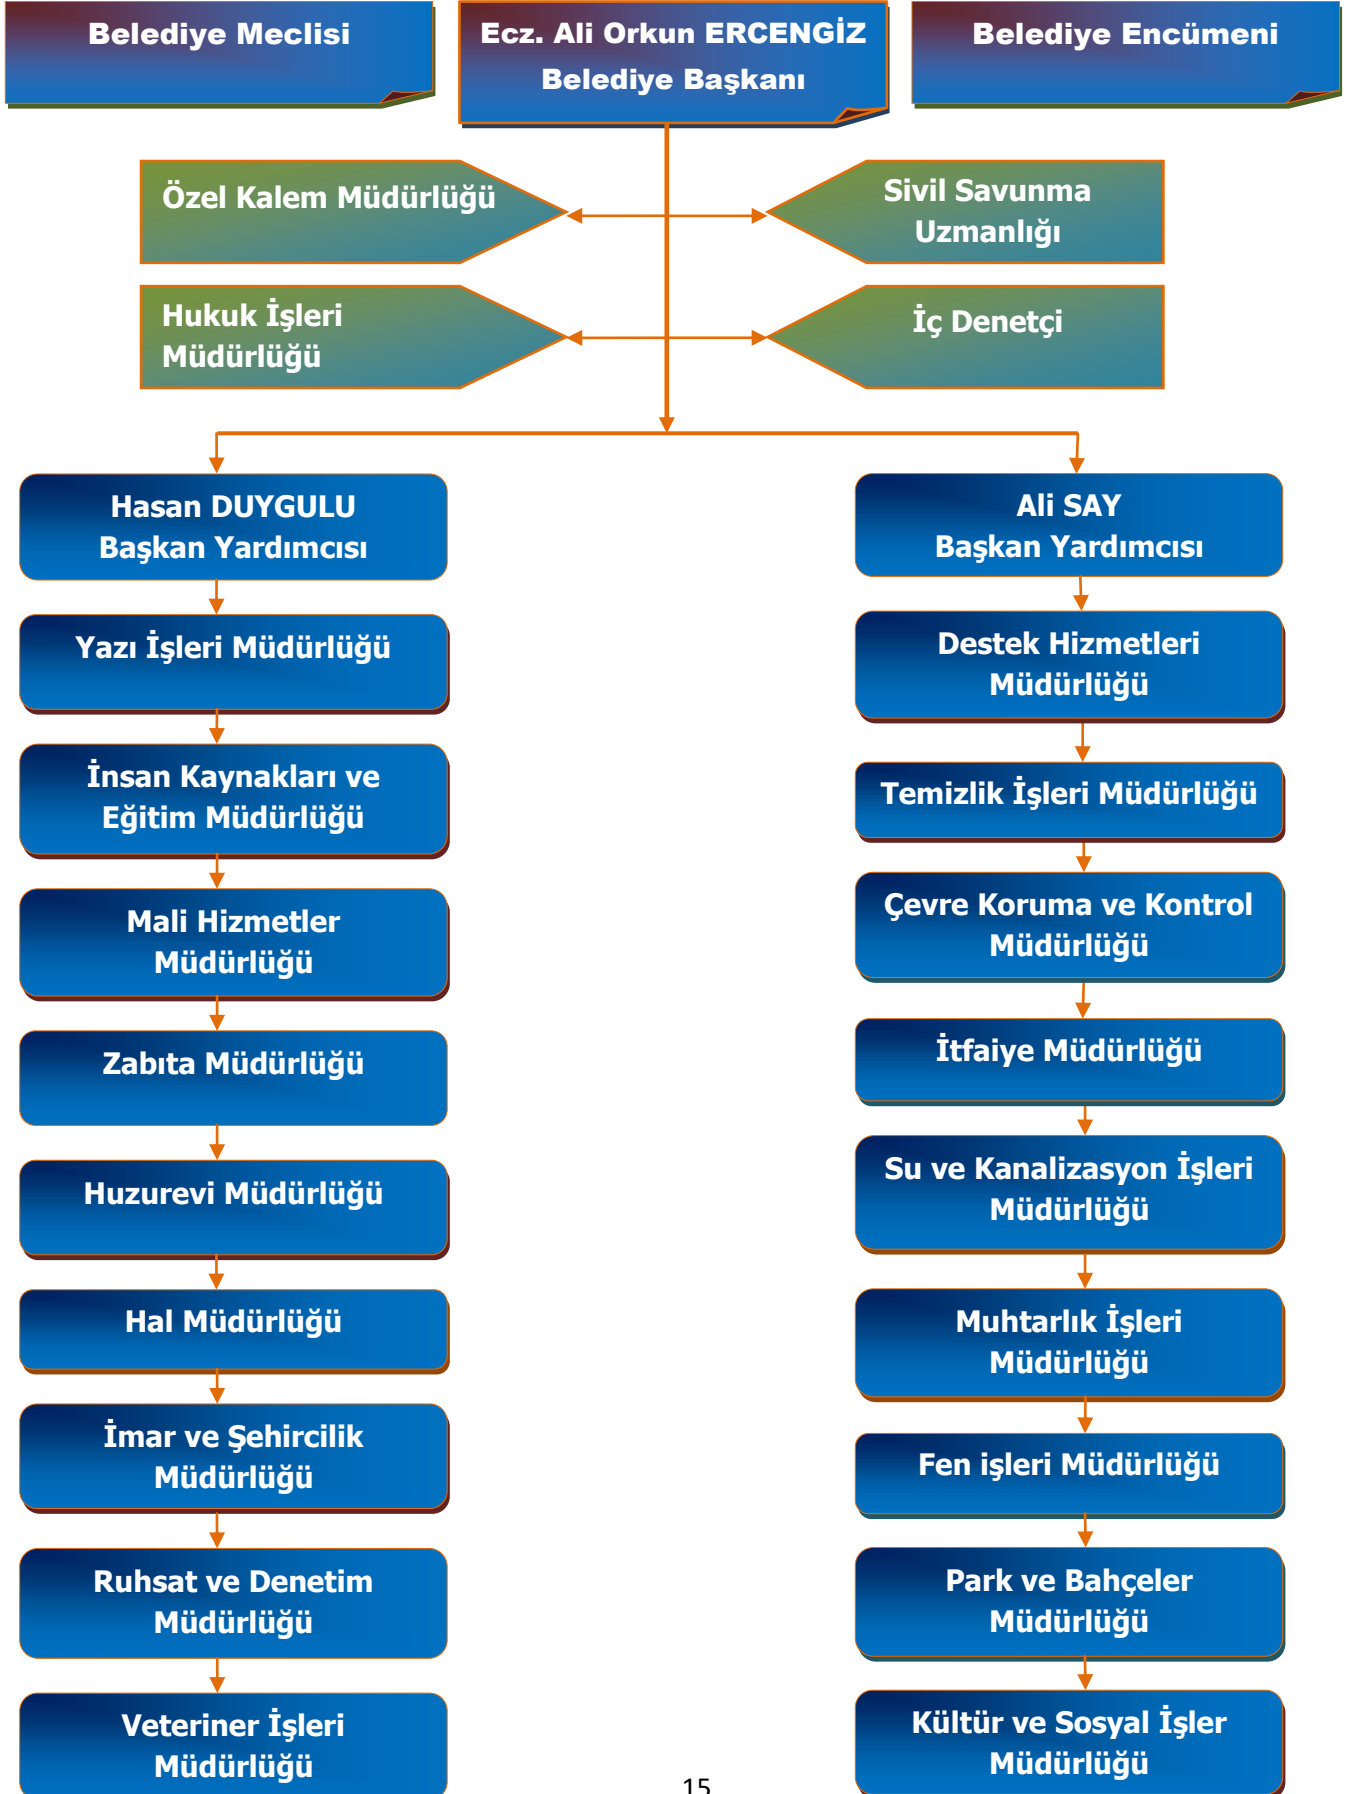 Belediye Meclisi
Ecz. Ali Orkun ERCENGİZ
Belediye Başkanı
Belediye Encümeni
Özel Kalem Müdürlüğü
Sivil Savunma
Uzmanlığı
Hukuk İşleri
Müdürlüğü
İç Denetçi
Hasan DUYGULU
Başkan Yardımcısı
Yazı İşleri Müdürlüğü
İnsan Kaynakları ve
Eğitim Müdürlüğü
Mali Hizmetler
Müdürlüğü
Zabıta Müdürlüğü
Huzurevi Müdürlüğü
Hal Müdürlüğü
İmar ve Şehircilik
Müdürlüğü
Ruhsat ve Denetim
Müdürlüğü
Veteriner İşleri
Müdürlüğü
Ali SAY
Başkan Yardımcısı
Destek Hizmetleri
Müdürlüğü
Temizlik İşleri Müdürlüğü
Çevre Koruma ve Kontrol
Müdürlüğü
İtfaiye Müdürlüğü
Su ve Kanalizasyon İşleri
Müdürlüğü
Muhtarlık İşleri
Müdürlüğü
Fen işleri Müdürlüğü
Park ve Bahçeler
Müdürlüğü
Kültür ve Sosyal İşler
Müdürlüğü
15